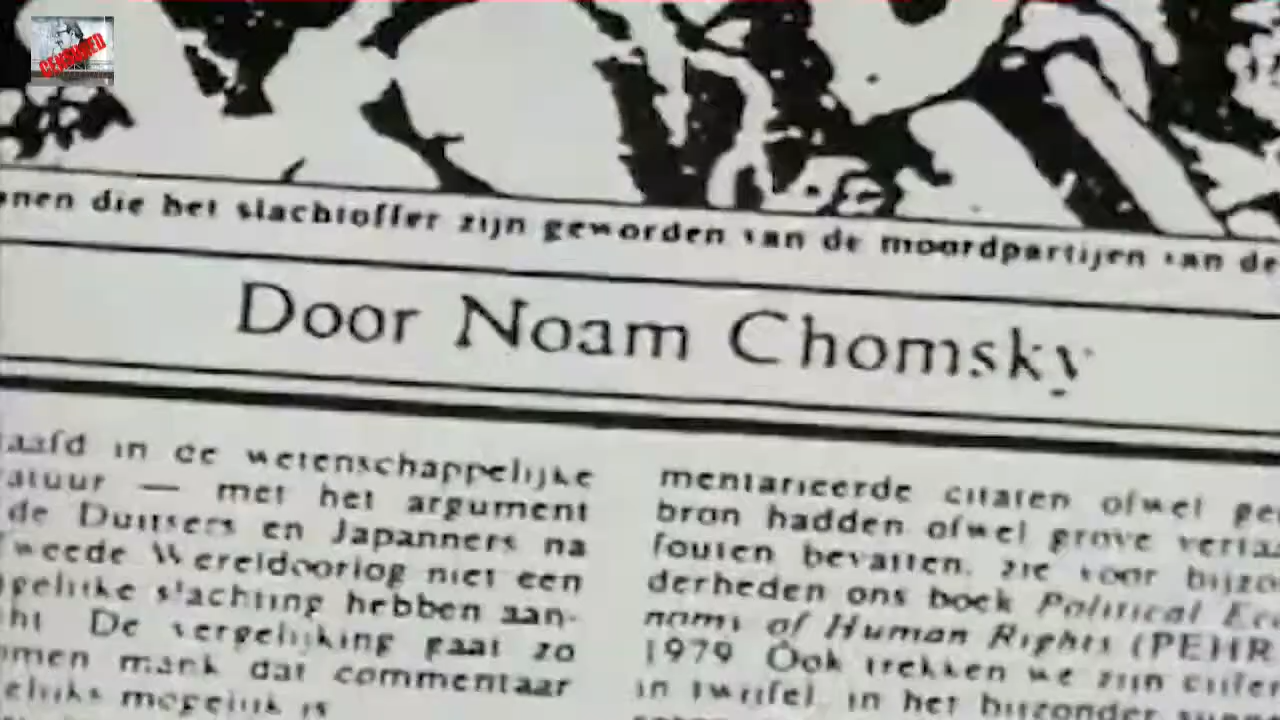 CENSORED
die het slachtoffer zijn geworden van de moordpartijen van de
Door Noam Chomsky
in de wetenschappelijke
— met het argument
de Duitsers en Japanners na
Wereldoorlog niet een
slachting hebben aan-
De vergelijking gaat zo
mank dat commentaar
mogelijk is
mentarieerde citaten ofwel
bron hadden ofwel grove
fouten bevatten. zie voor
derheden ons boek Political
nomy of Human Rights (PEHR
1979 Ook trekken we zijn
in twijfel, in het bijzonder